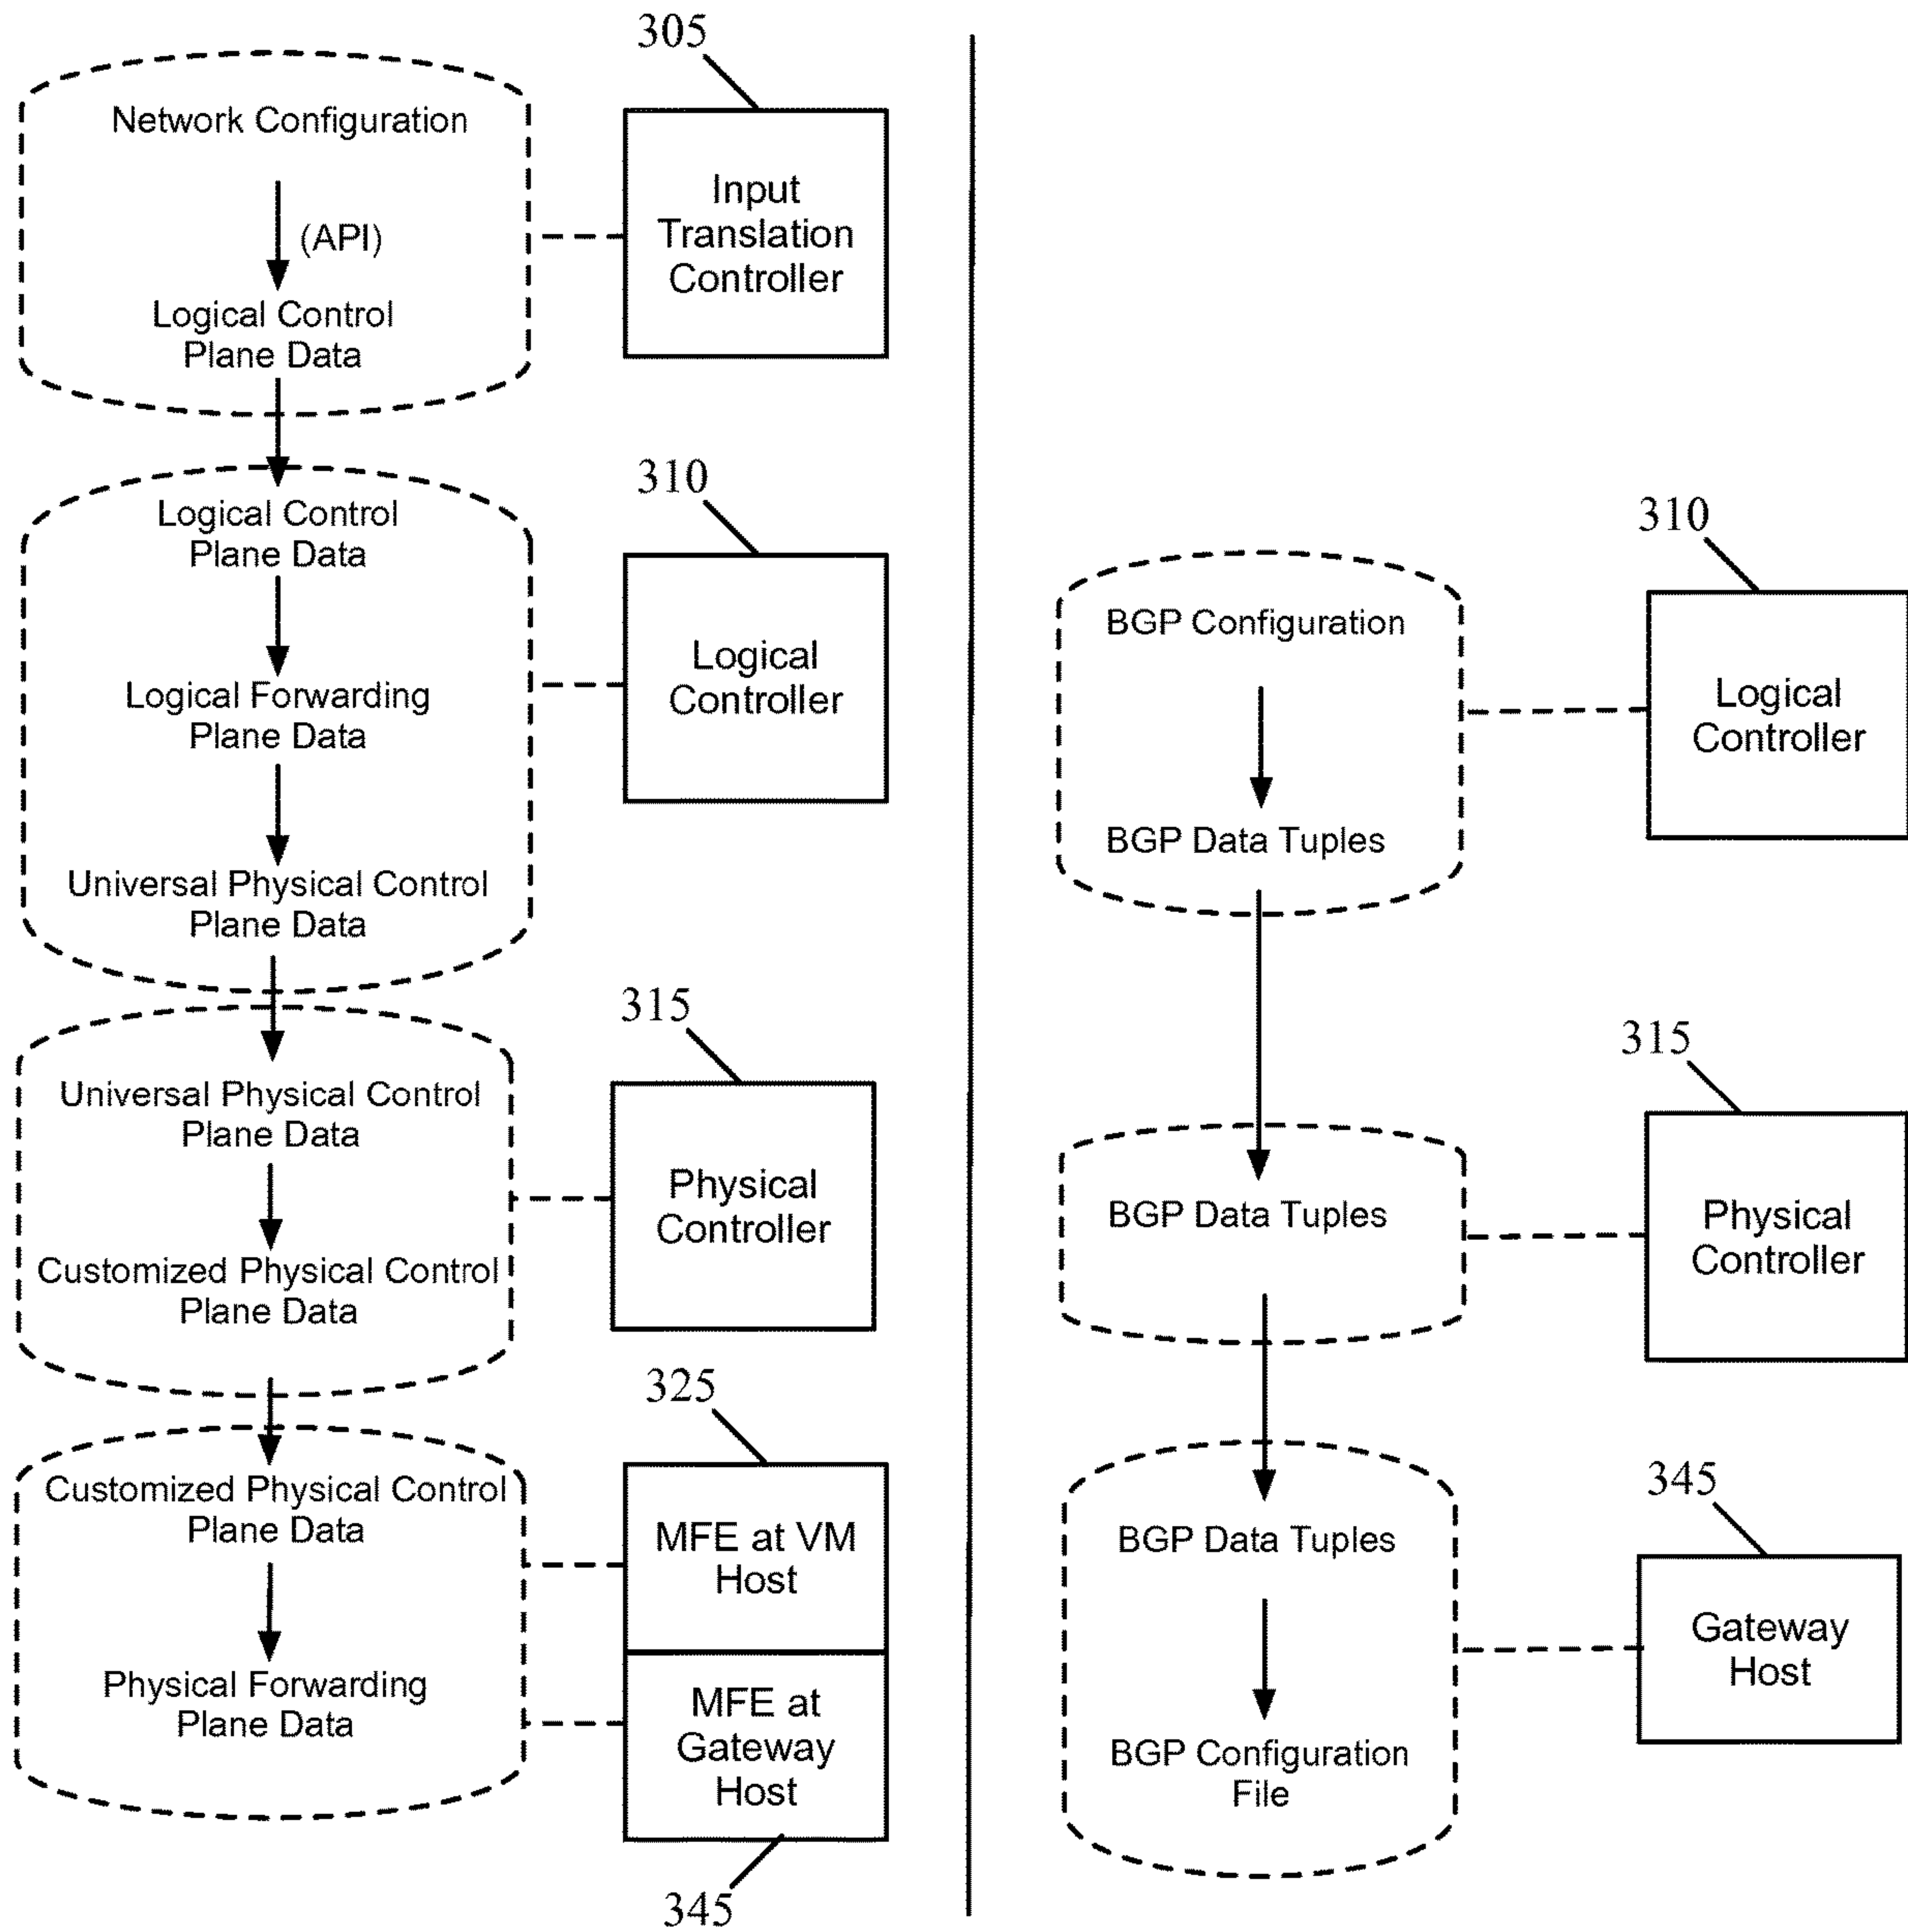 305
Network Configuration
(API)
Logical Control
Plane Data
Input
Translation
Controller
Logical Control
Plane Data
Logical Forwarding
Plane Data
Universal Physical Control
Plane Data
310
Logical
Controller
Universal Physical Control
Plane Data
Customized Physical Control
Plane Data
315
Physical
Controller
Customized Physical Control
Plane Data
Physical Forwarding
Plane Data
325
MFE at VM
Host
MFE at
Gateway
Host
345
BGP Configuration
BGP Data Tuples
310
Logical
Controller
BGP Data Tuples
315
Physical
Controller
BGP Data Tuples
BGP Configuration
File
345
Gateway
Host